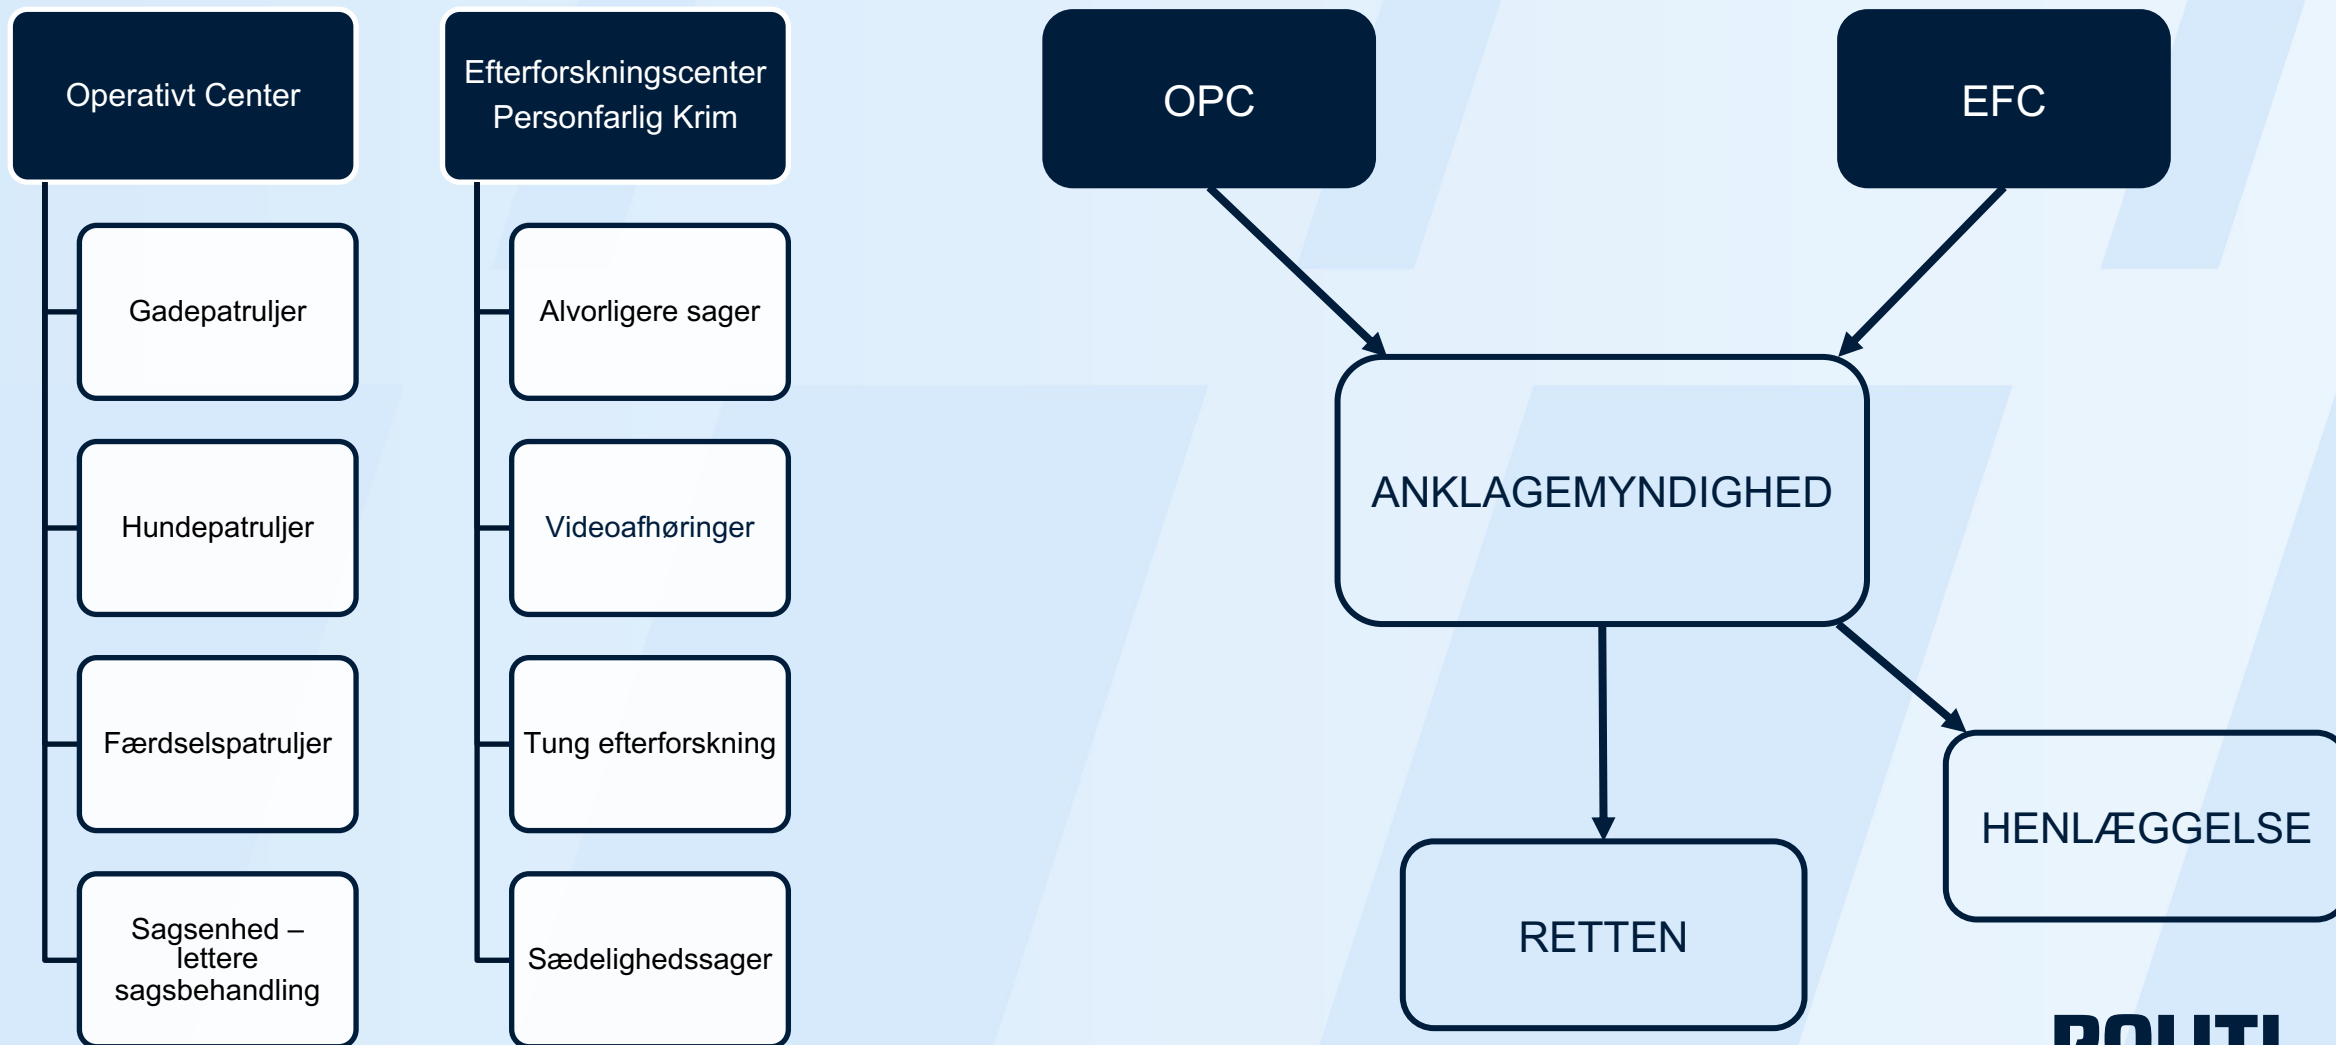 Operativt Center
Gadepatruljer
Hundepatruljer
Færdselspatruljer
Sagsenhed –
lettere
sagsbehandling
Efterforskningscenter
Personfarlig Krim
Alvorligere sager
Videoafhøringer
Tung efterforskning
Sædelighedssager
OPC
EFC
ANKLAGEMYNDIGHED
RETTEN
HENLÆGGELSE
POLITI